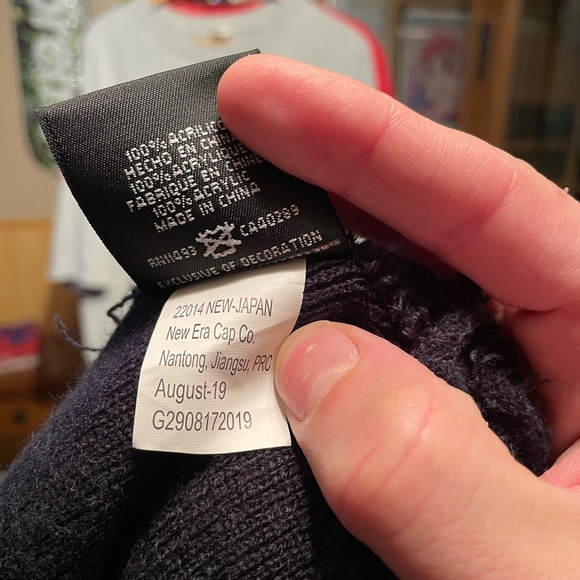 100% ACRILICO
HECHO EN CHINA
100% ACRYLIQUE
FABRIQUE EN CHINE
100% ACRYLIC
MADE IN CHINA
RN11493 CA40289
EXCLUSIVE OF DECORATION
22014 NEW-JAPAN
New Era Cap Co.
Nantong, Jiangsu, PRC
August-19
G2908172019